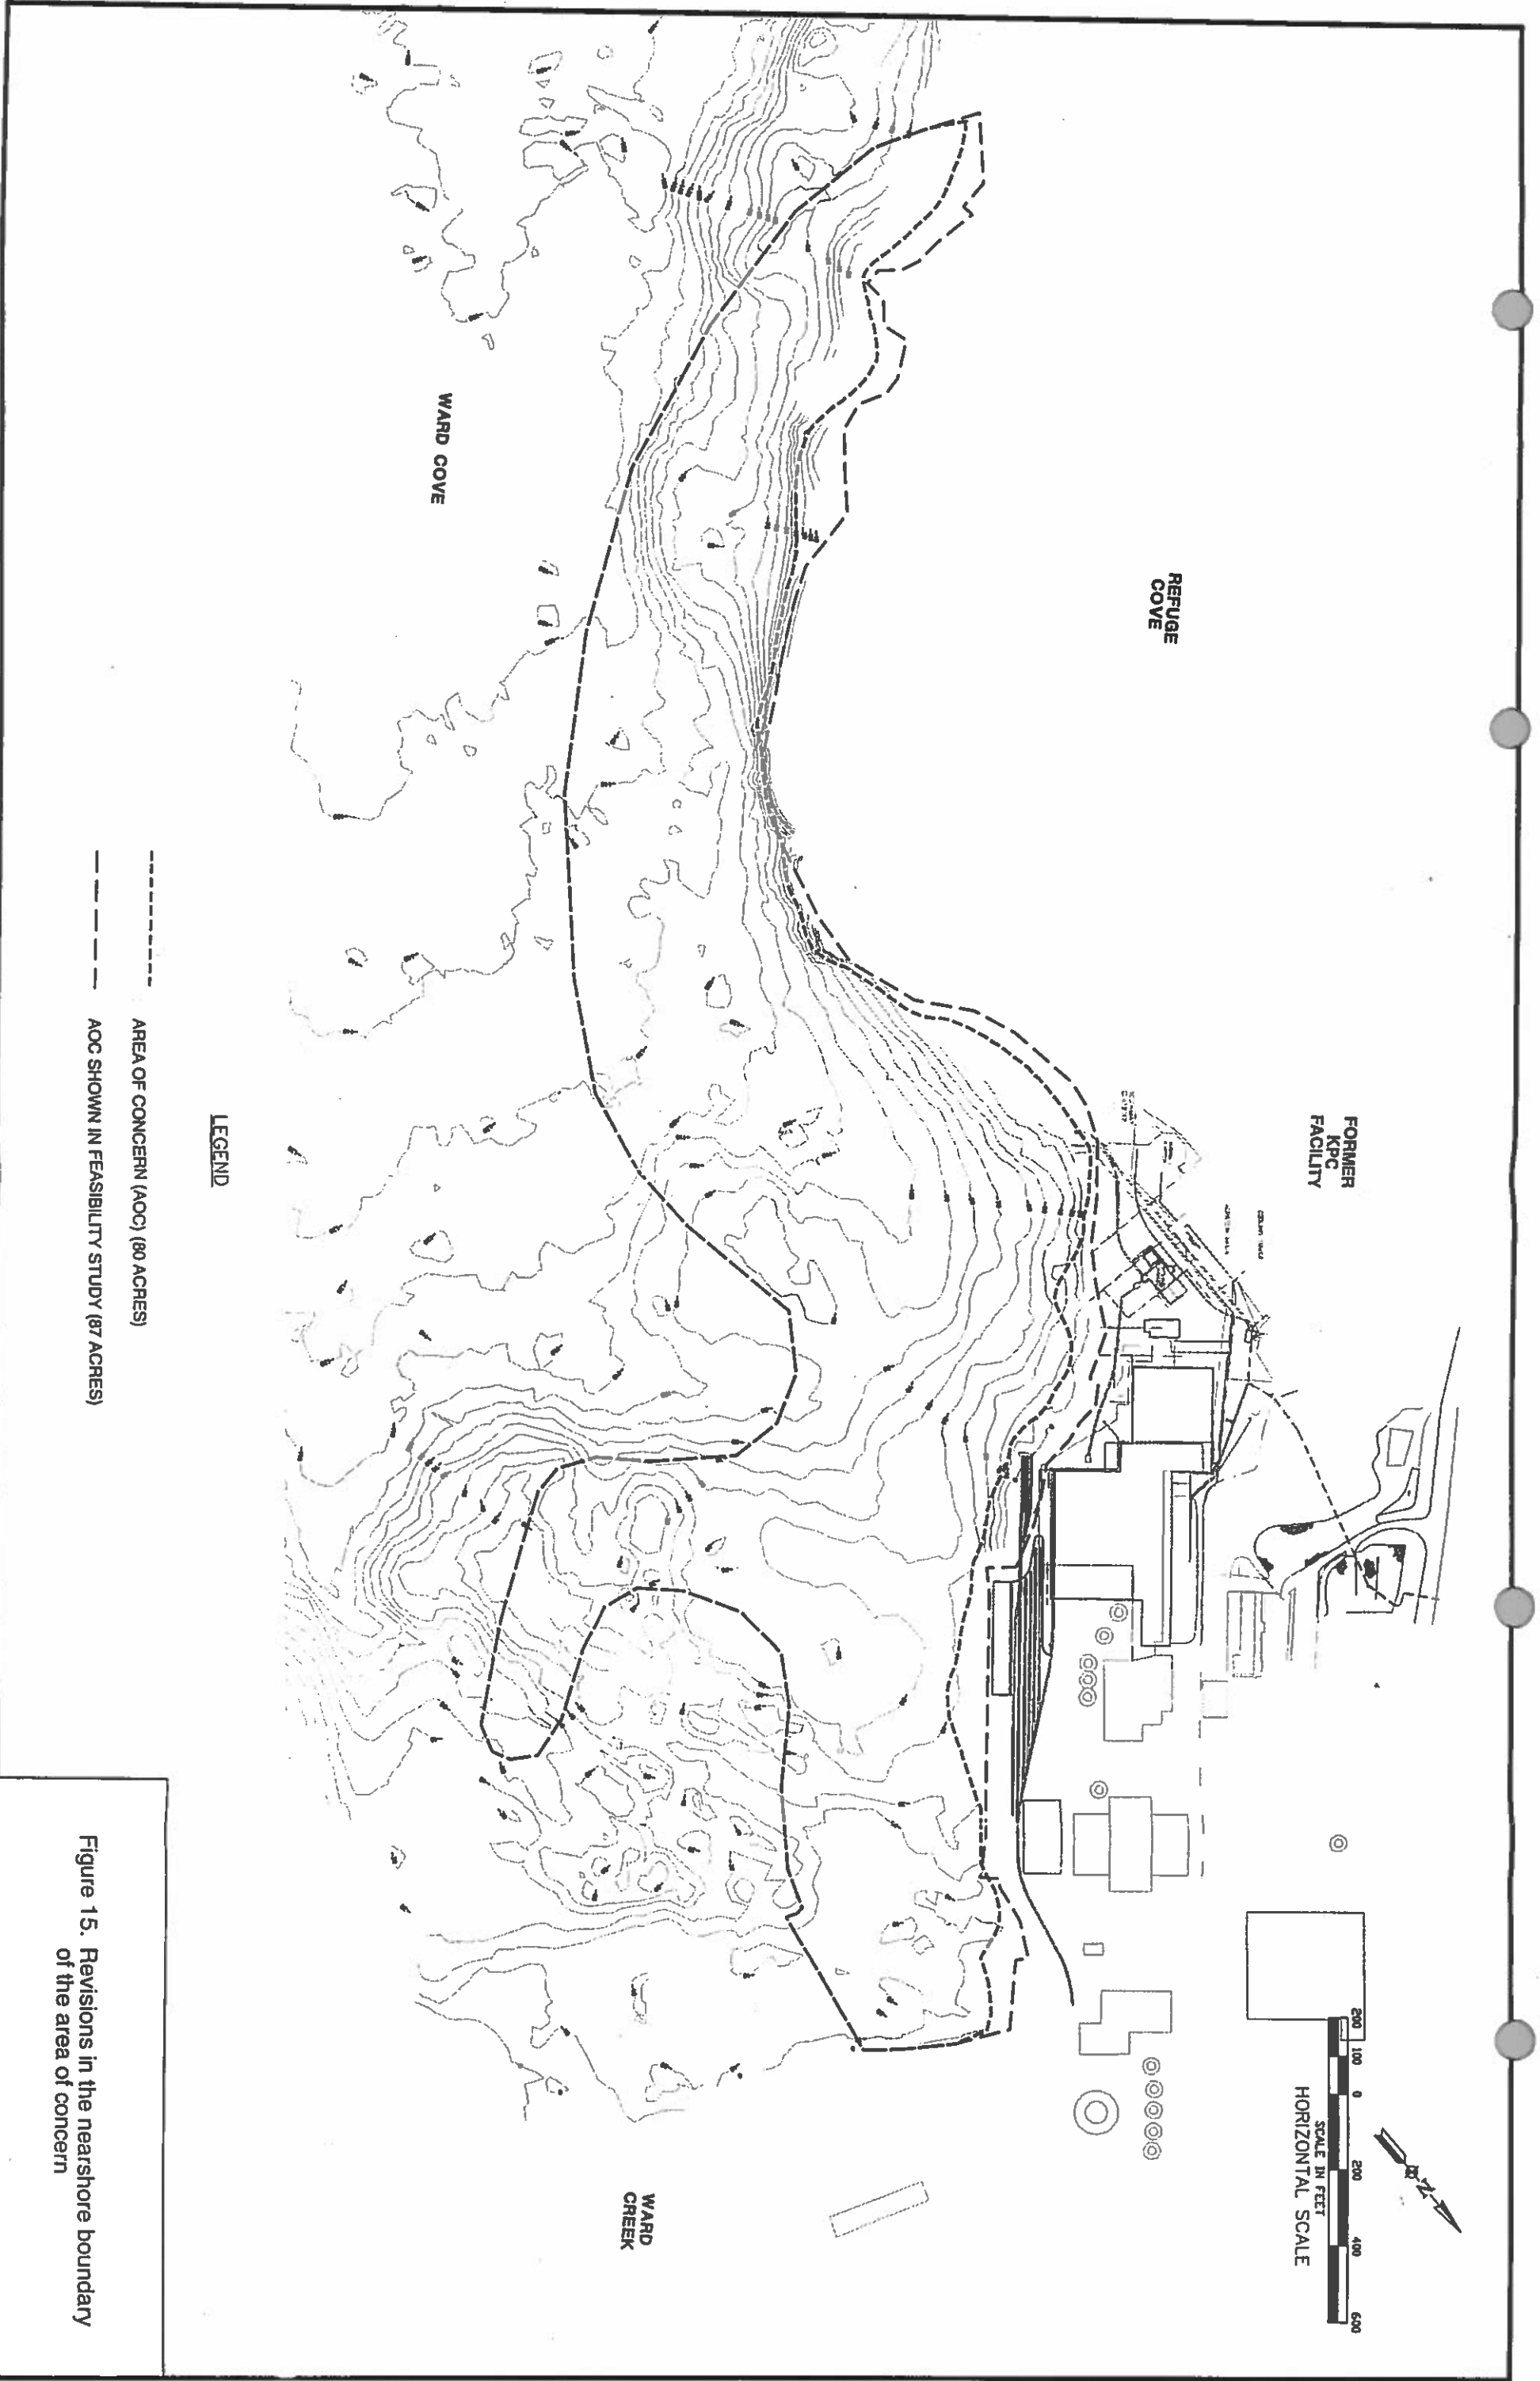 REFUGE
COVE
FORMER
KPC
FACILITY
WARD COVE
WARD
CREEK
200 100 0 200 400 600
SCALE IN FEET
HORIZONTAL SCALE
LEGEND
AREA OF CONCERN (AOC) (80 ACRES)
AOC SHOWN IN FEASIBILITY STUDY (87 ACRES)
Figure 15. Revisions in the nearshore boundary
of the area of concern